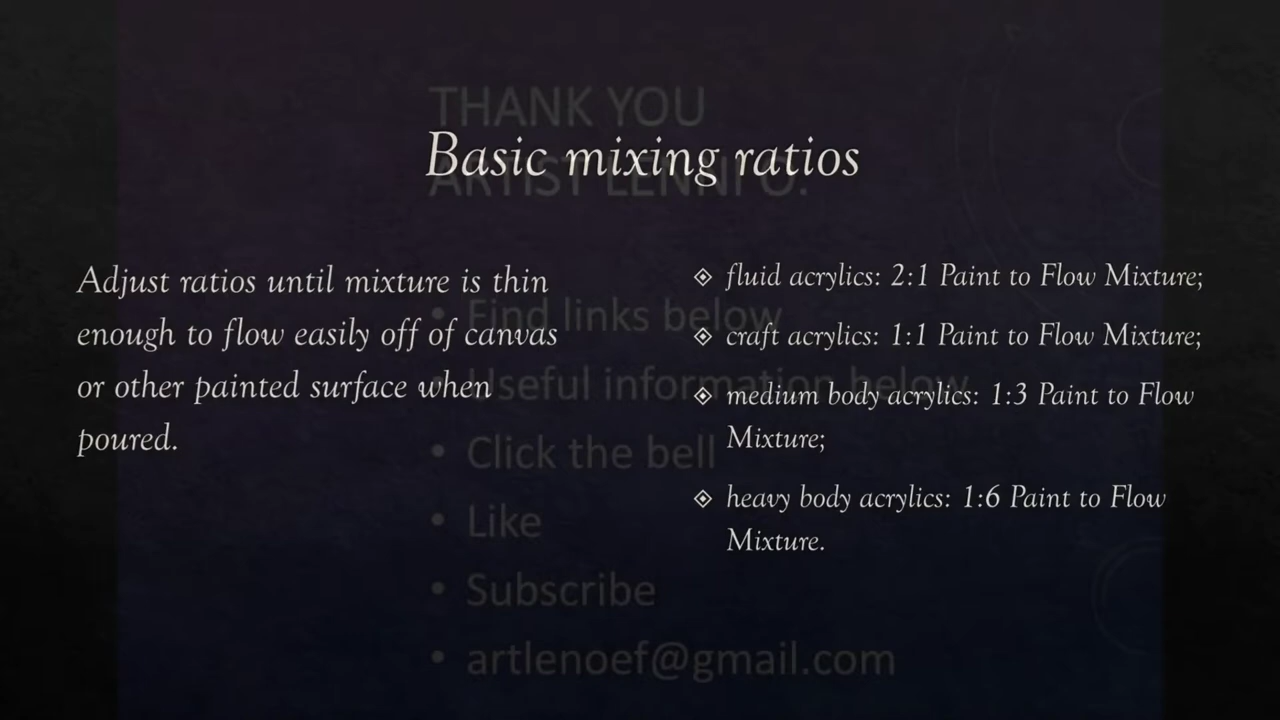 THANK YOU
ARTIST LENNI O.
Basic mixing ratios
Adjust ratios until mixture is thin
enough to flow easily off of canvas
or other painted surface when
poured.
fluid acrylics: 2:1 Paint to Flow Mixture;
craft acrylics: 1:1 Paint to Flow Mixture;
medium body acrylics: 1:3 Paint to Flow
Mixture;
heavy body acrylics: 1:6 Paint to Flow
Mixture.
• Find links below
• Useful information below
• Click the bell
• Like
• Subscribe
• artlenoef@gmail.com